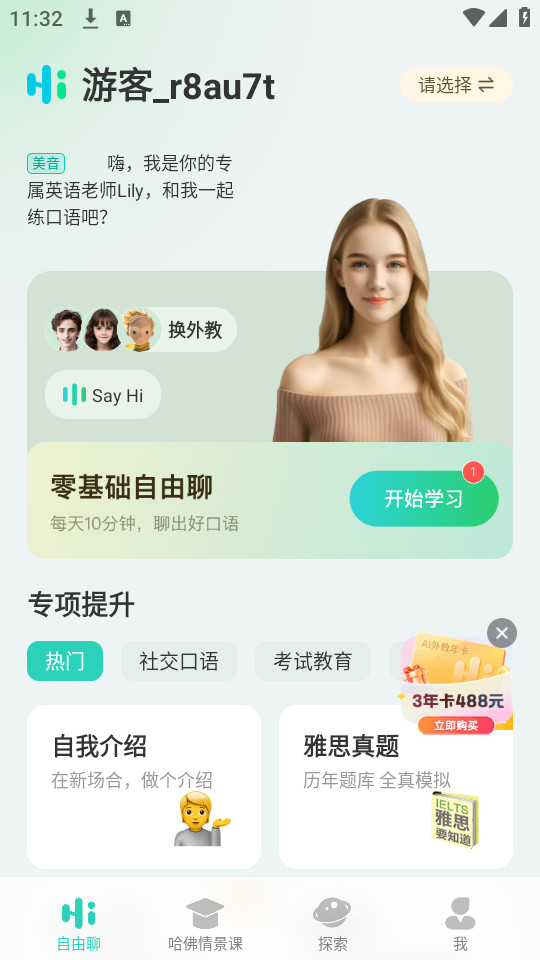 11:32
A
Hi 游客_r8au7t
请选择
美音 嗨，我是你的专
属英语老师Lily，和我一起
练口语吧？
换外教
Say Hi
零基础自由聊
每天10分钟，聊出好口语
开始学习
1
专项提升
热门
社交口语
考试教育
AI外教年卡
3年卡488元
立即购买
自我介绍
在新场合，做个介绍
雅思真题
历年题库 全真模拟
IELTS
雅思
要知道
Hi
自由聊
哈佛情景课
探索
我